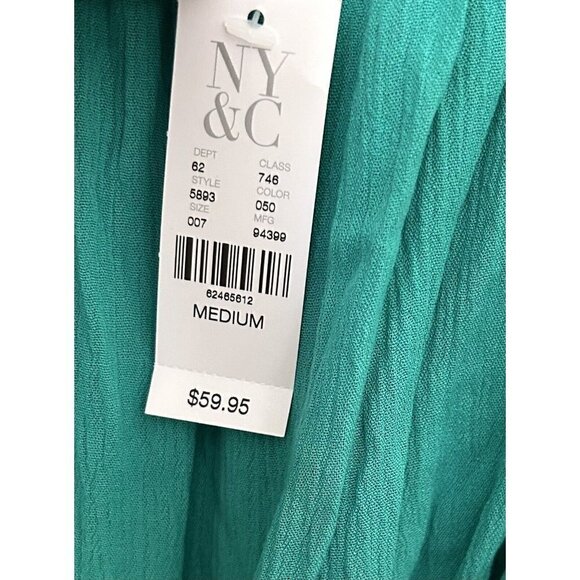 NY
&C
DEPT CLASS
62 746
STYLE COLOR
5893 050
SIZE MFG
007 94399
62465612
MEDIUM
$59.95